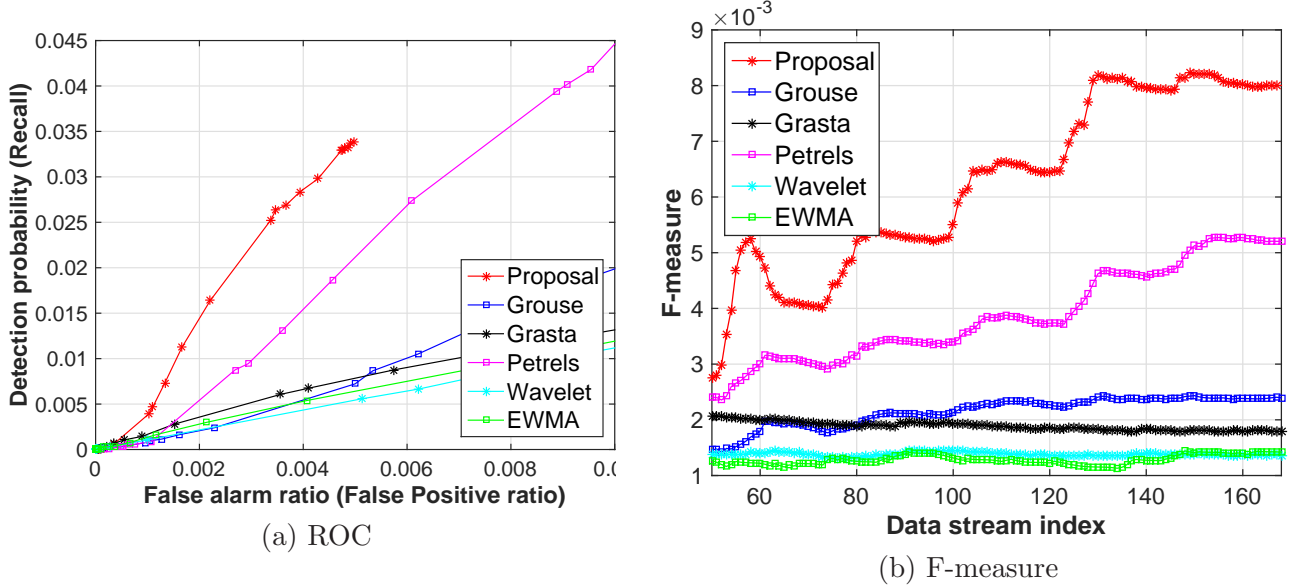 0.045
0.04
0.035
0.03
0.025
0.02
0.015
0.01
0.005
0
Detection probability (Recall)
0 0.002 0.004 0.006 0.008 0.0
False alarm ratio (False Positive ratio)
Proposal
Grouse
Grasta
Petrels
Wavelet
EWMA
(a) ROC
×10⁻³
9
8
7
6
5
4
3
2
1
F-measure
60 80 100 120 140 160
Data stream index
Proposal
Grouse
Grasta
Petrels
Wavelet
EWMA
(b) F-measure